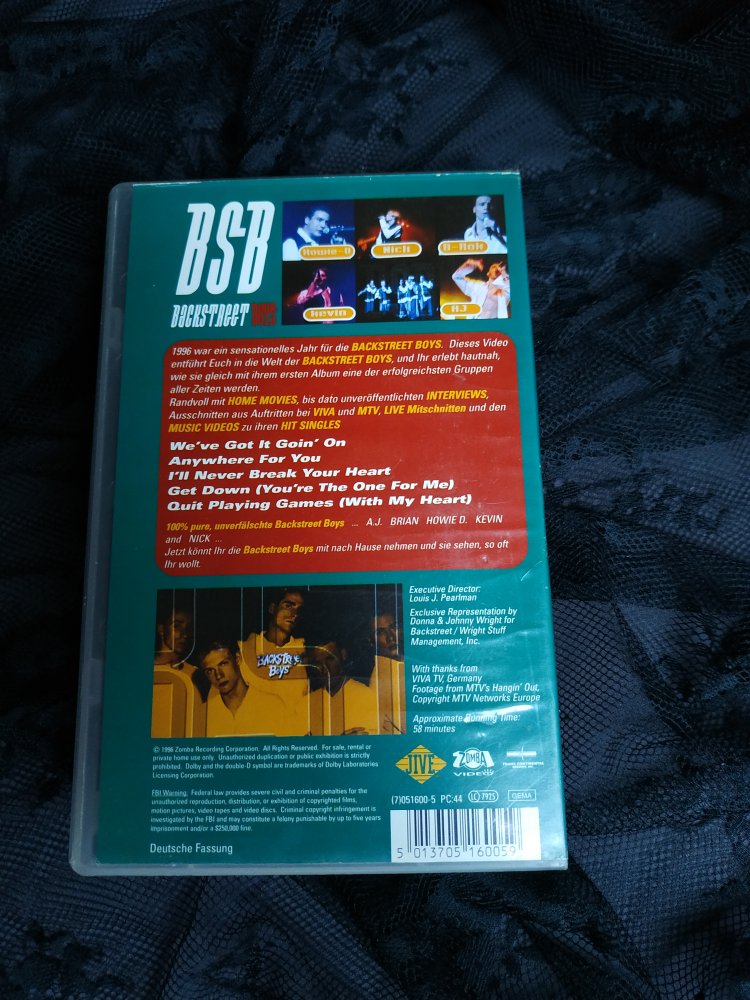 BSB
BACKSTREET BOYS
Howie-D
Nick
B-Rok
Kevin
AJ
1996 war ein sensationelles Jahr für die BACKSTREET BOYS. Dieses Video
entführt Euch in die Welt der BACKSTREET BOYS, und Ihr erlebt hautnah,
wie sie gleich mit ihrem ersten Album eine der erfolgreichsten Gruppen
aller Zeiten werden.
Randvoll mit HOME MOVIES, bis dato unveröffentlichten INTERVIEWS,
Ausschnitten aus Auftritten bei VIVA und MTV, LIVE Mitschnitten und den
MUSIC VIDEOS zu ihren HIT SINGLES
We've Got It Goin' On
Anywhere For You
I'll Never Break Your Heart
Get Down (You're The One For Me)
Quit Playing Games (With My Heart)
100% pure, unverfälschte Backstreet Boys ... A.J. BRIAN HOWIE D. KEVIN
and NICK ...
Jetzt könnt Ihr die Backstreet Boys mit nach Hause nehmen und sie sehen, so oft
Ihr wollt.
BACKSTREET
BOYS
Executive Director:
Louis J. Pearlman
Exclusive Representation by
Donna & Johnny Wright for
Backstreet / Wright Stuff
Management, Inc.
With thanks from
VIVA TV, Germany
Footage from MTV's Hangin' Out,
Copyright MTV Networks Europe
Approximate Running Time:
58 minutes
© 1996 Zomba Recording Corporation. All Rights Reserved. For sale, rental or
private home use only. Unauthorized duplication or public exhibition is strictly
prohibited. Dolby and the double-D symbol are trademarks of Dolby Laboratories
Licensing Corporation.
FBI Warning: Federal law provides severe civil and criminal penalties for the
unauthorized reproduction, distribution, or exhibition of copyrighted films,
motion pictures, video tapes and video discs. Criminal copyright infringement is
investigated by the FBI and may constitute a felony punishable by up to five years
imprisonment and/or a $250,000 fine.
Deutsche Fassung
JIVE
ZOMBA
VIDEO
TRANS CONTINENTAL
(7)051600-5 PC:44
LC 7925
GEMA
5 013705 160059